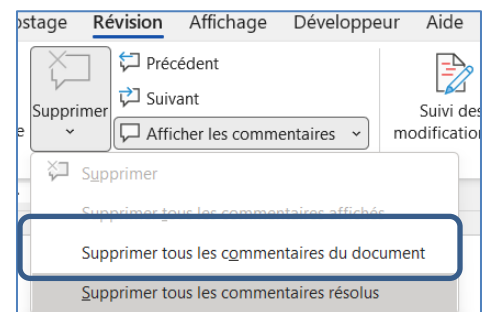 ostage Révision Affichage Développeur Aide
Précédent
Suivant
Supprimer
Afficher les commentaires
Suivi des
modification
e
Supprimer
Supprimer tous les commentaires affichés
Supprimer tous les commentaires du document
Supprimer tous les commentaires résolus